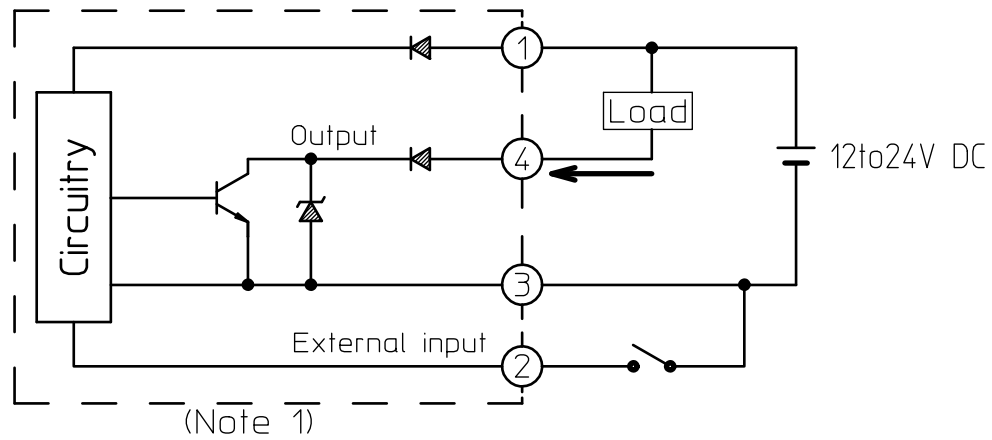 1
Load
Output
4
12to24V DC
Circuitry
3
External input
2
(Note 1)